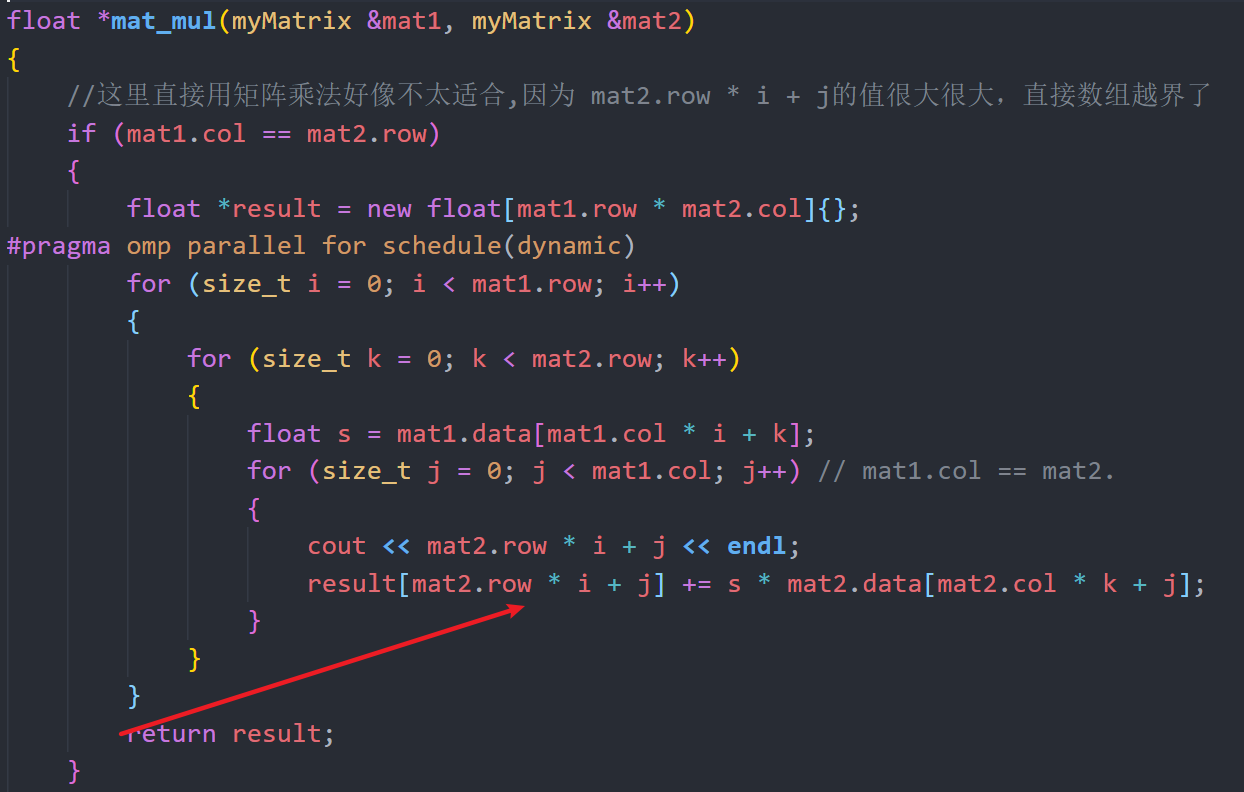 float *mat_mul(myMatrix &mat1, myMatrix &mat2)
{
//这里直接用矩阵乘法好像不太适合,因为 mat2.row * i + j的值很大很大，直接数组越界了
if (mat1.col == mat2.row)
{
float *result = new float[mat1.row * mat2.col]{};
#pragma omp parallel for schedule(dynamic)
for (size_t i = 0; i < mat1.row; i++)
{
for (size_t k = 0; k < mat2.row; k++)
{
float s = mat1.data[mat1.col * i + k];
for (size_t j = 0; j < mat1.col; j++) // mat1.col == mat2.
{
cout << mat2.row * i + j << endl;
result[mat2.row * i + j] += s * mat2.data[mat2.col * k + j];
}
}
}
return result;
}